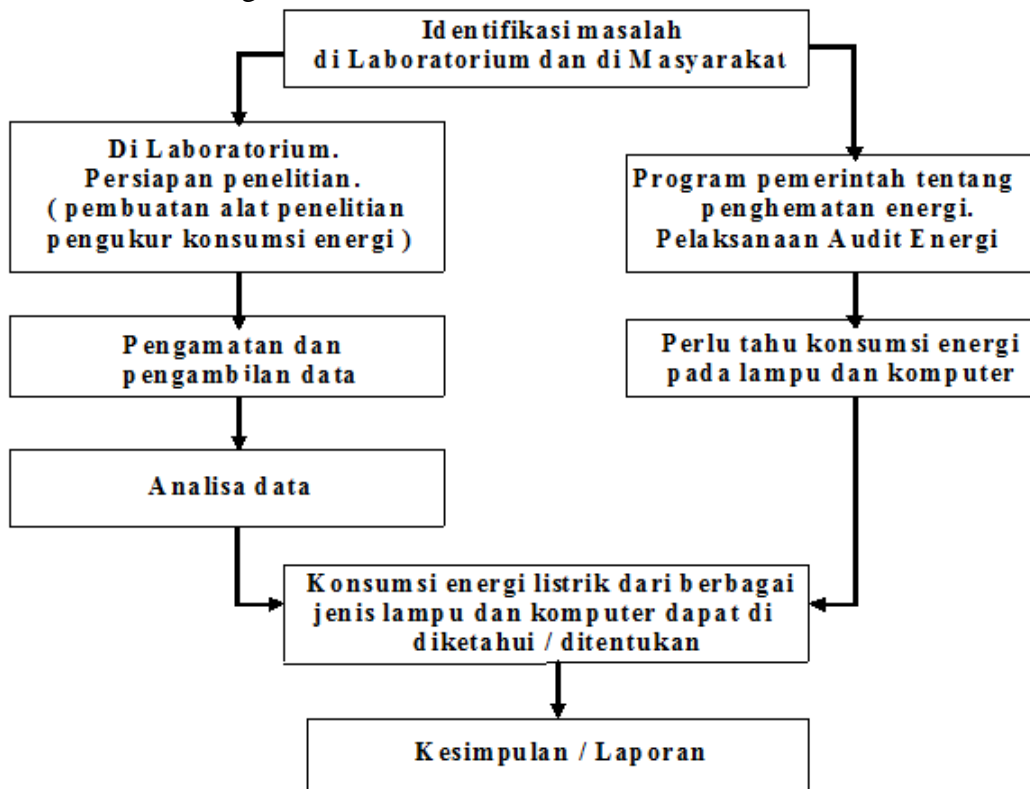 Identifikasi masalah
di Laboratorium dan di Masyarakat
Di Laboratorium.
Persiapan penelitian.
( pembuatan alat penelitian
pengukur konsumsi energi )
Program pemerintah tentang
penghematan energi.
Pelaksanaan Audit Energi
Pengamatan dan
pengambilan data
Perlu tahu konsumsi energi
pada lampu dan komputer
Analisa data
Konsumsi energi listrik dari berbagai
jenis lampu dan komputer dapat di
diketahui / ditentukan
Kesimpulan / Laporan